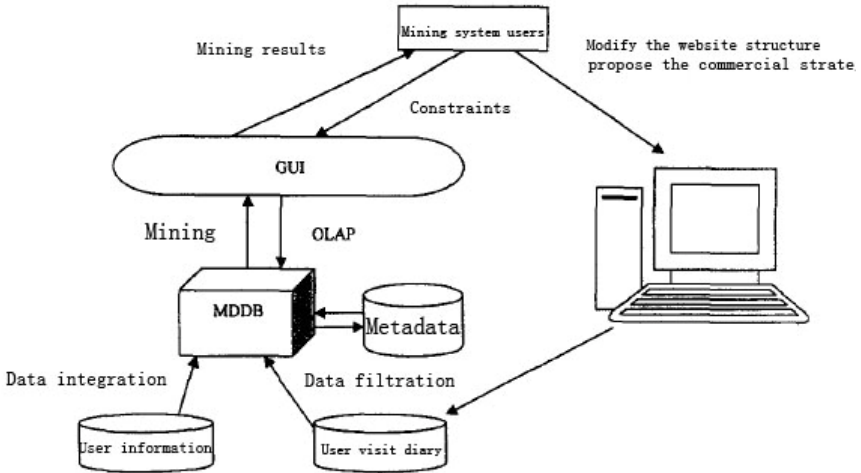 Mining system users
Mining results
Modify the website structure
propose the commercial strate
Constraints
GUI
Mining
OLAP
MDDB
Metadata
Data integration
Data filtration
User information
User visit diary